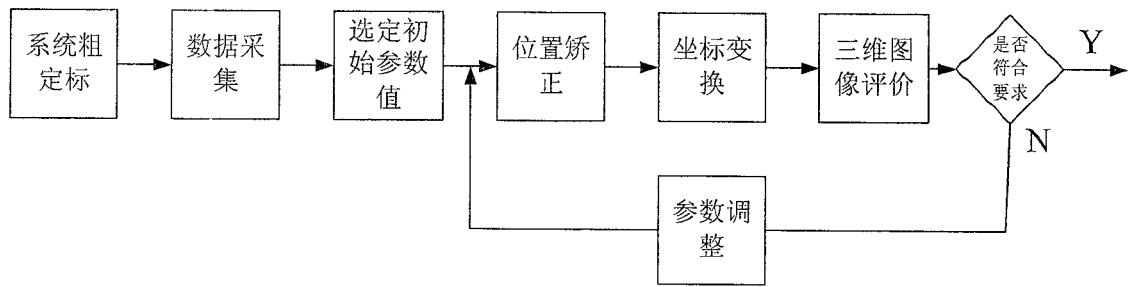 系统粗
定标
数据采
集
选定初
始参数
值
位置矫
正
坐标变
换
三维图
像评价
是否
符合
要求
Y
N
参数调
整